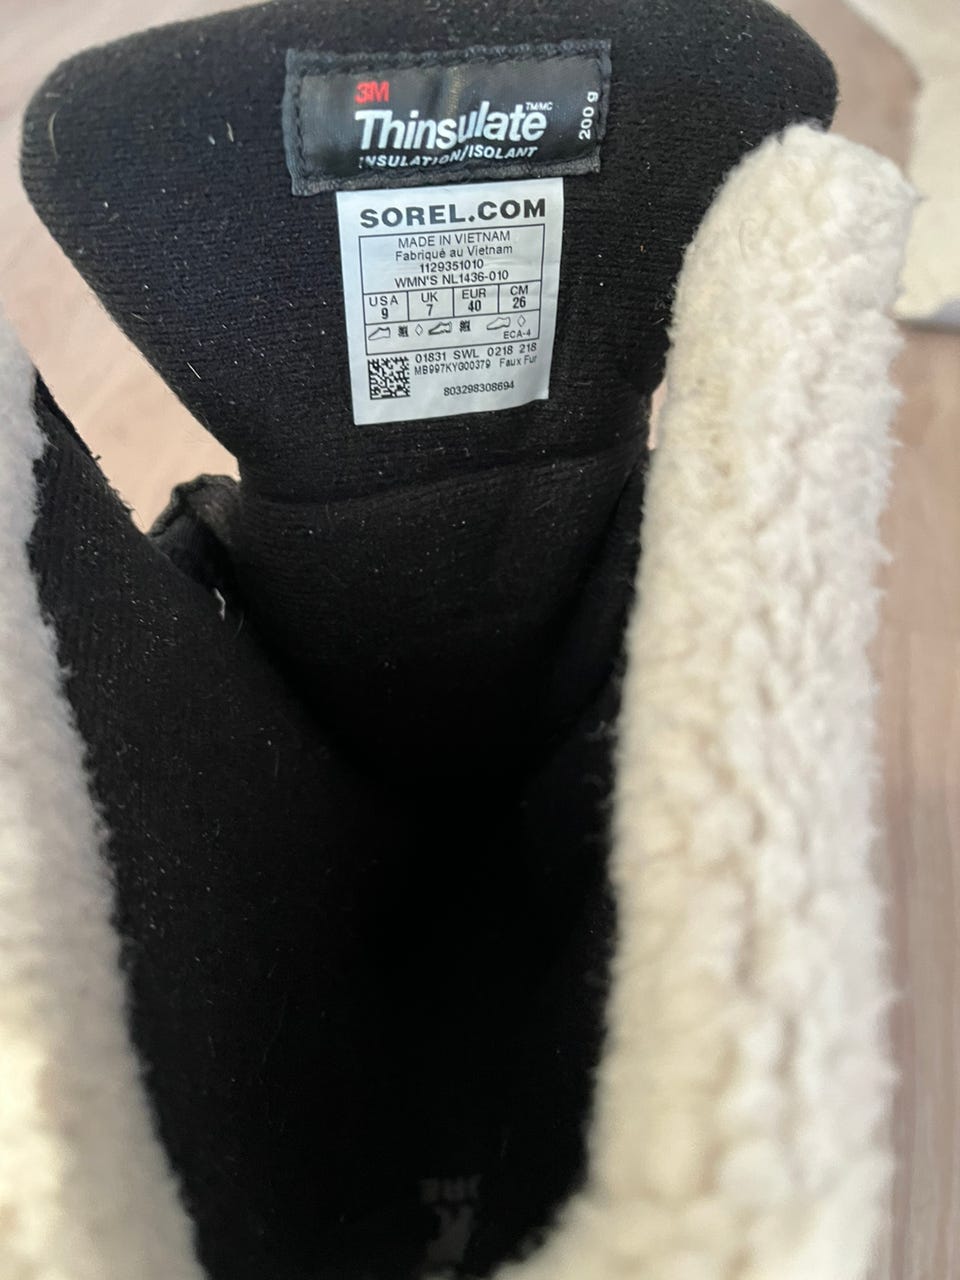 3M
Thinsulate TM/MC
INSULATION/ISOLANT
200 g
SOREL.COM
MADE IN VIETNAM
Fabriqué au Vietnam
1129351010
WMN'S NL1436-010
USA UK EUR CM
9 7 40 26
ECA-4
01831 SWL 0218 218
MB997KYG00379 Faux Fur
803298308694